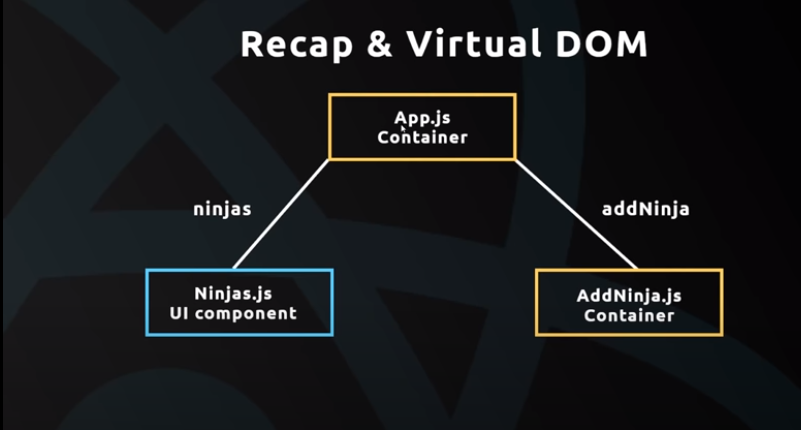 Recap & Virtual DOM
App.js
Container
ninjas
addNinja
Ninjas.js
UI component
AddNinja.js
Container